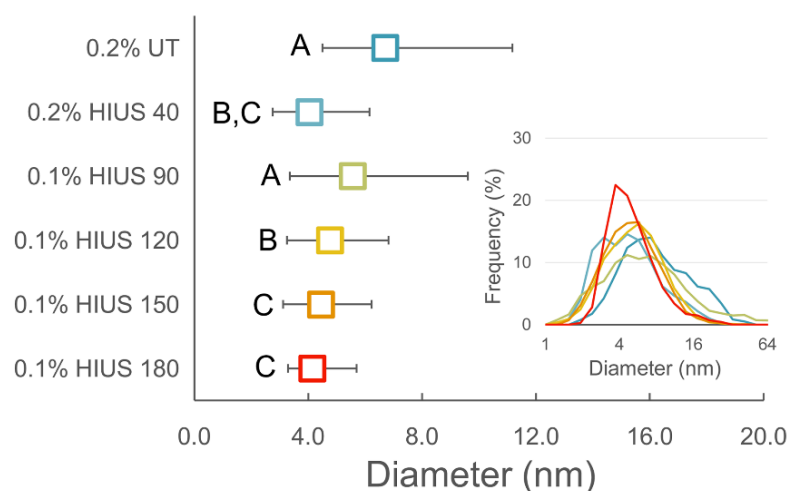 0.2% UT
A
0.2% HIUS 40
B,C
0.1% HIUS 90
A
0.1% HIUS 120
B
0.1% HIUS 150
C
0.1% HIUS 180
C
0.0 4.0 8.0 12.0 16.0 20.0
Diameter (nm)
Frequency (%)
30
20
10
0
1 4 16 64
Diameter (nm)